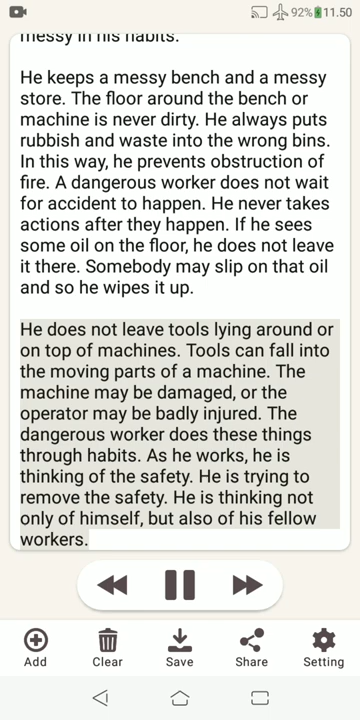 92% 11.50
messy in his habits.
He keeps a messy bench and a messy
store. The floor around the bench or
machine is never dirty. He always puts
rubbish and waste into the wrong bins.
In this way, he prevents obstruction of
fire. A dangerous worker does not wait
for accident to happen. He never takes
actions after they happen. If he sees
some oil on the floor, he does not leave
it there. Somebody may slip on that oil
and so he wipes it up.
He does not leave tools lying around or
on top of machines. Tools can fall into
the moving parts of a machine. The
machine may be damaged, or the
operator may be badly injured. The
dangerous worker does these things
through habits. As he works, he is
thinking of the safety. He is trying to
remove the safety. He is thinking not
only of himself, but also of his fellow
workers.
Add Clear Save Share Setting